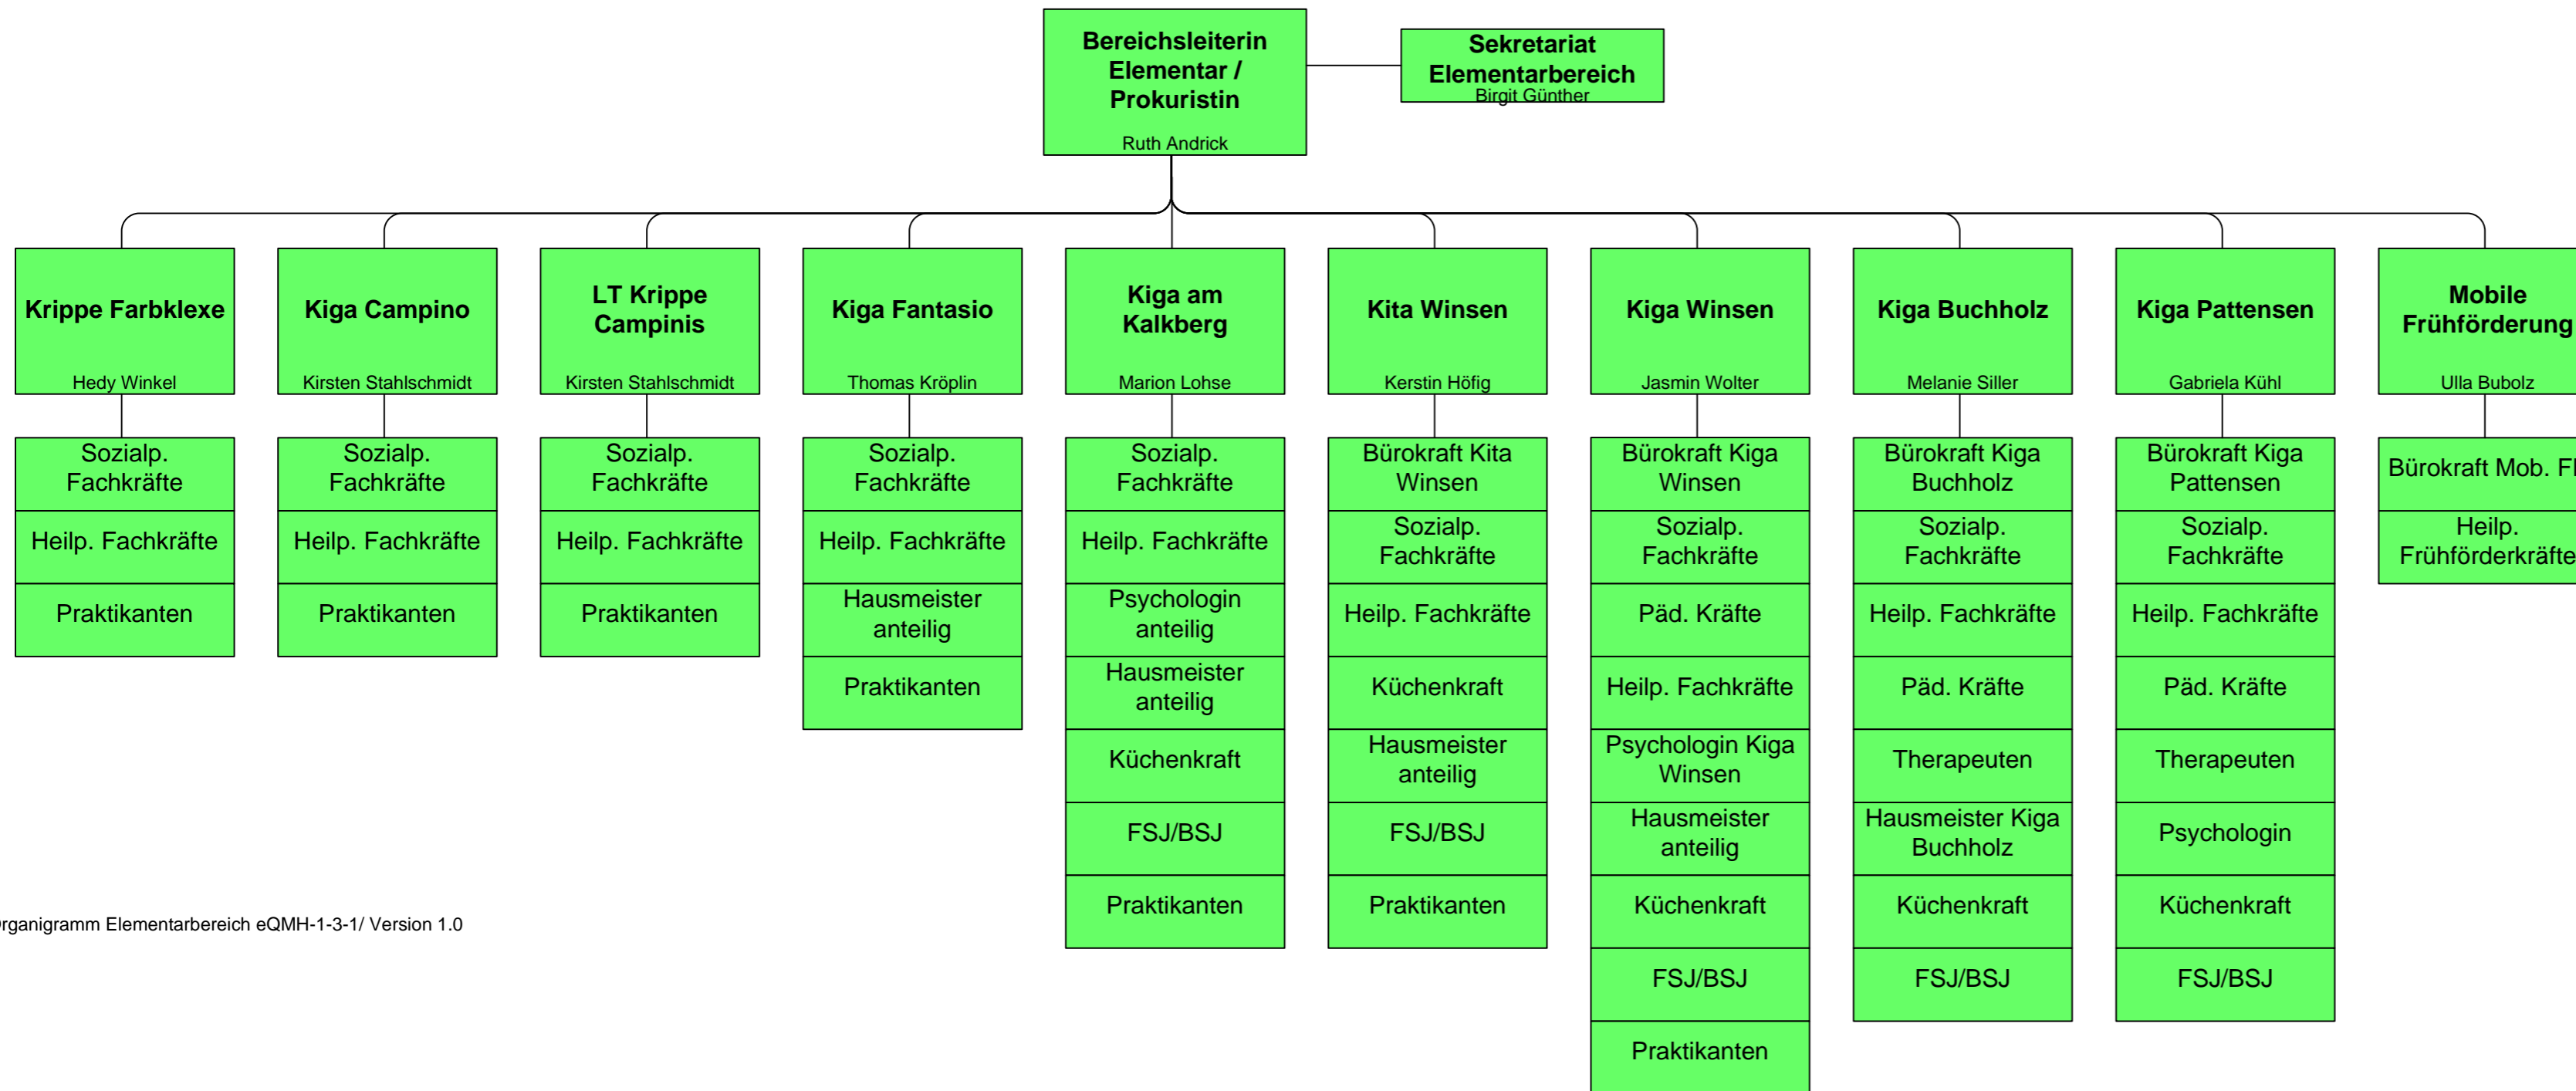 Bereichsleiterin
Elementar /
Prokuristin
Ruth Andrick
Sekretariat
Elementarbereich
Birgit Günther
Krippe Farbklexe
Hedy Winkel
Sozialp.
Fachkräfte
Heilp. Fachkräfte
Praktikanten
Kiga Campino
Kirsten Stahlschmidt
Sozialp.
Fachkräfte
Heilp. Fachkräfte
Praktikanten
LT Krippe
Campinis
Kirsten Stahlschmidt
Sozialp.
Fachkräfte
Heilp. Fachkräfte
Praktikanten
Kiga Fantasio
Thomas Kröplin
Sozialp.
Fachkräfte
Heilp. Fachkräfte
Hausmeister
anteilig
Praktikanten
Kiga am
Kalkberg
Marion Lohse
Sozialp.
Fachkräfte
Heilp. Fachkräfte
Psychologin
anteilig
Hausmeister
anteilig
Küchenkraft
FSJ/BSJ
Praktikanten
Kita Winsen
Kerstin Höfig
Bürokraft Kita
Winsen
Sozialp.
Fachkräfte
Heilp. Fachkräfte
Küchenkraft
Hausmeister
anteilig
FSJ/BSJ
Praktikanten
Kiga Winsen
Jasmin Wolter
Bürokraft Kiga
Winsen
Sozialp.
Fachkräfte
Päd. Kräfte
Heilp. Fachkräfte
Psychologin Kiga
Winsen
Hausmeister
anteilig
Küchenkraft
FSJ/BSJ
Praktikanten
Kiga Buchholz
Melanie Siller
Bürokraft Kiga
Buchholz
Sozialp.
Fachkräfte
Heilp. Fachkräfte
Päd. Kräfte
Therapeuten
Hausmeister Kiga
Buchholz
Küchenkraft
FSJ/BSJ
Kiga Pattensen
Gabriela Kühl
Bürokraft Kiga
Pattensen
Sozialp.
Fachkräfte
Heilp. Fachkräfte
Päd. Kräfte
Therapeuten
Psychologin
Küchenkraft
FSJ/BSJ
Mobile
Frühförderung
Ulla Bubolz
Bürokraft Mob.
Heilp.
Frühförderkräfte
rganigramm Elementarbereich eQMH-1-3-1/ Version 1.0